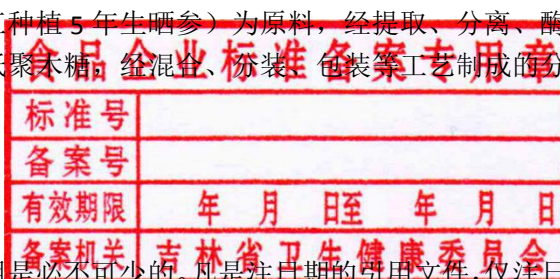 工种植 5 年生晒参）为原料，经提取、分离、酶
食品企业标准备案专用章
低聚木糖，经混合、分装、包装等工艺制成的分
标准号
备案号
有效期限 年 月 日至 年 月 日
备案机关 吉林省卫生健康委员会
是必不可少的。凡是注日期的引用文件，仅注